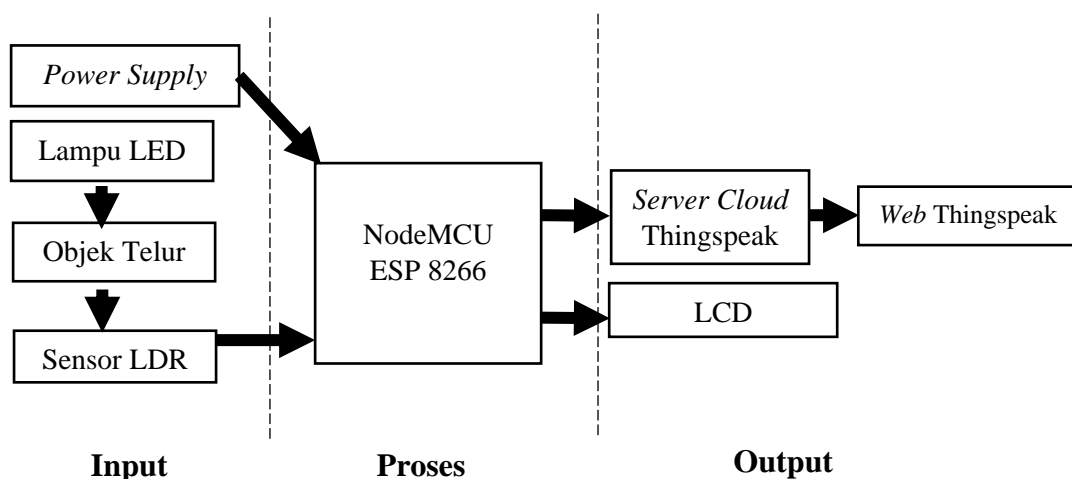 Power Supply
Lampu LED
Objek Telur
Sensor LDR
NodeMCU
ESP 8266
Server Cloud
Thingspeak
Web Thingspeak
LCD
Input
Proses
Output